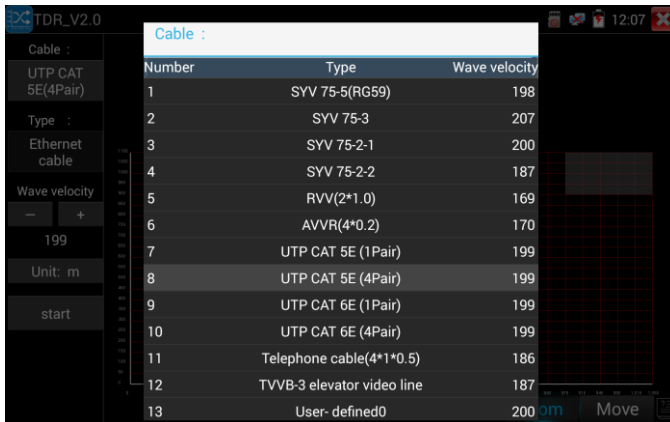 TDR_V2.0
12:07
Cable :
UTP CAT
5E(4Pair)
Type :
Ethernet
cable
Wave velocity
− +
199
Unit: m
start
Cable :
Number Type Wave velocity
1 SYV 75-5(RG59) 198
2 SYV 75-3 207
3 SYV 75-2-1 200
4 SYV 75-2-2 187
5 RVV(2*1.0) 169
6 AVVR(4*0.2) 170
7 UTP CAT 5E (1Pair) 199
8 UTP CAT 5E (4Pair) 199
9 UTP CAT 6E (1Pair) 199
10 UTP CAT 6E (4Pair) 199
11 Telephone cable(4*1*0.5) 186
12 TVVB-3 elevator video line 187
13 User- defined0 200
om Move